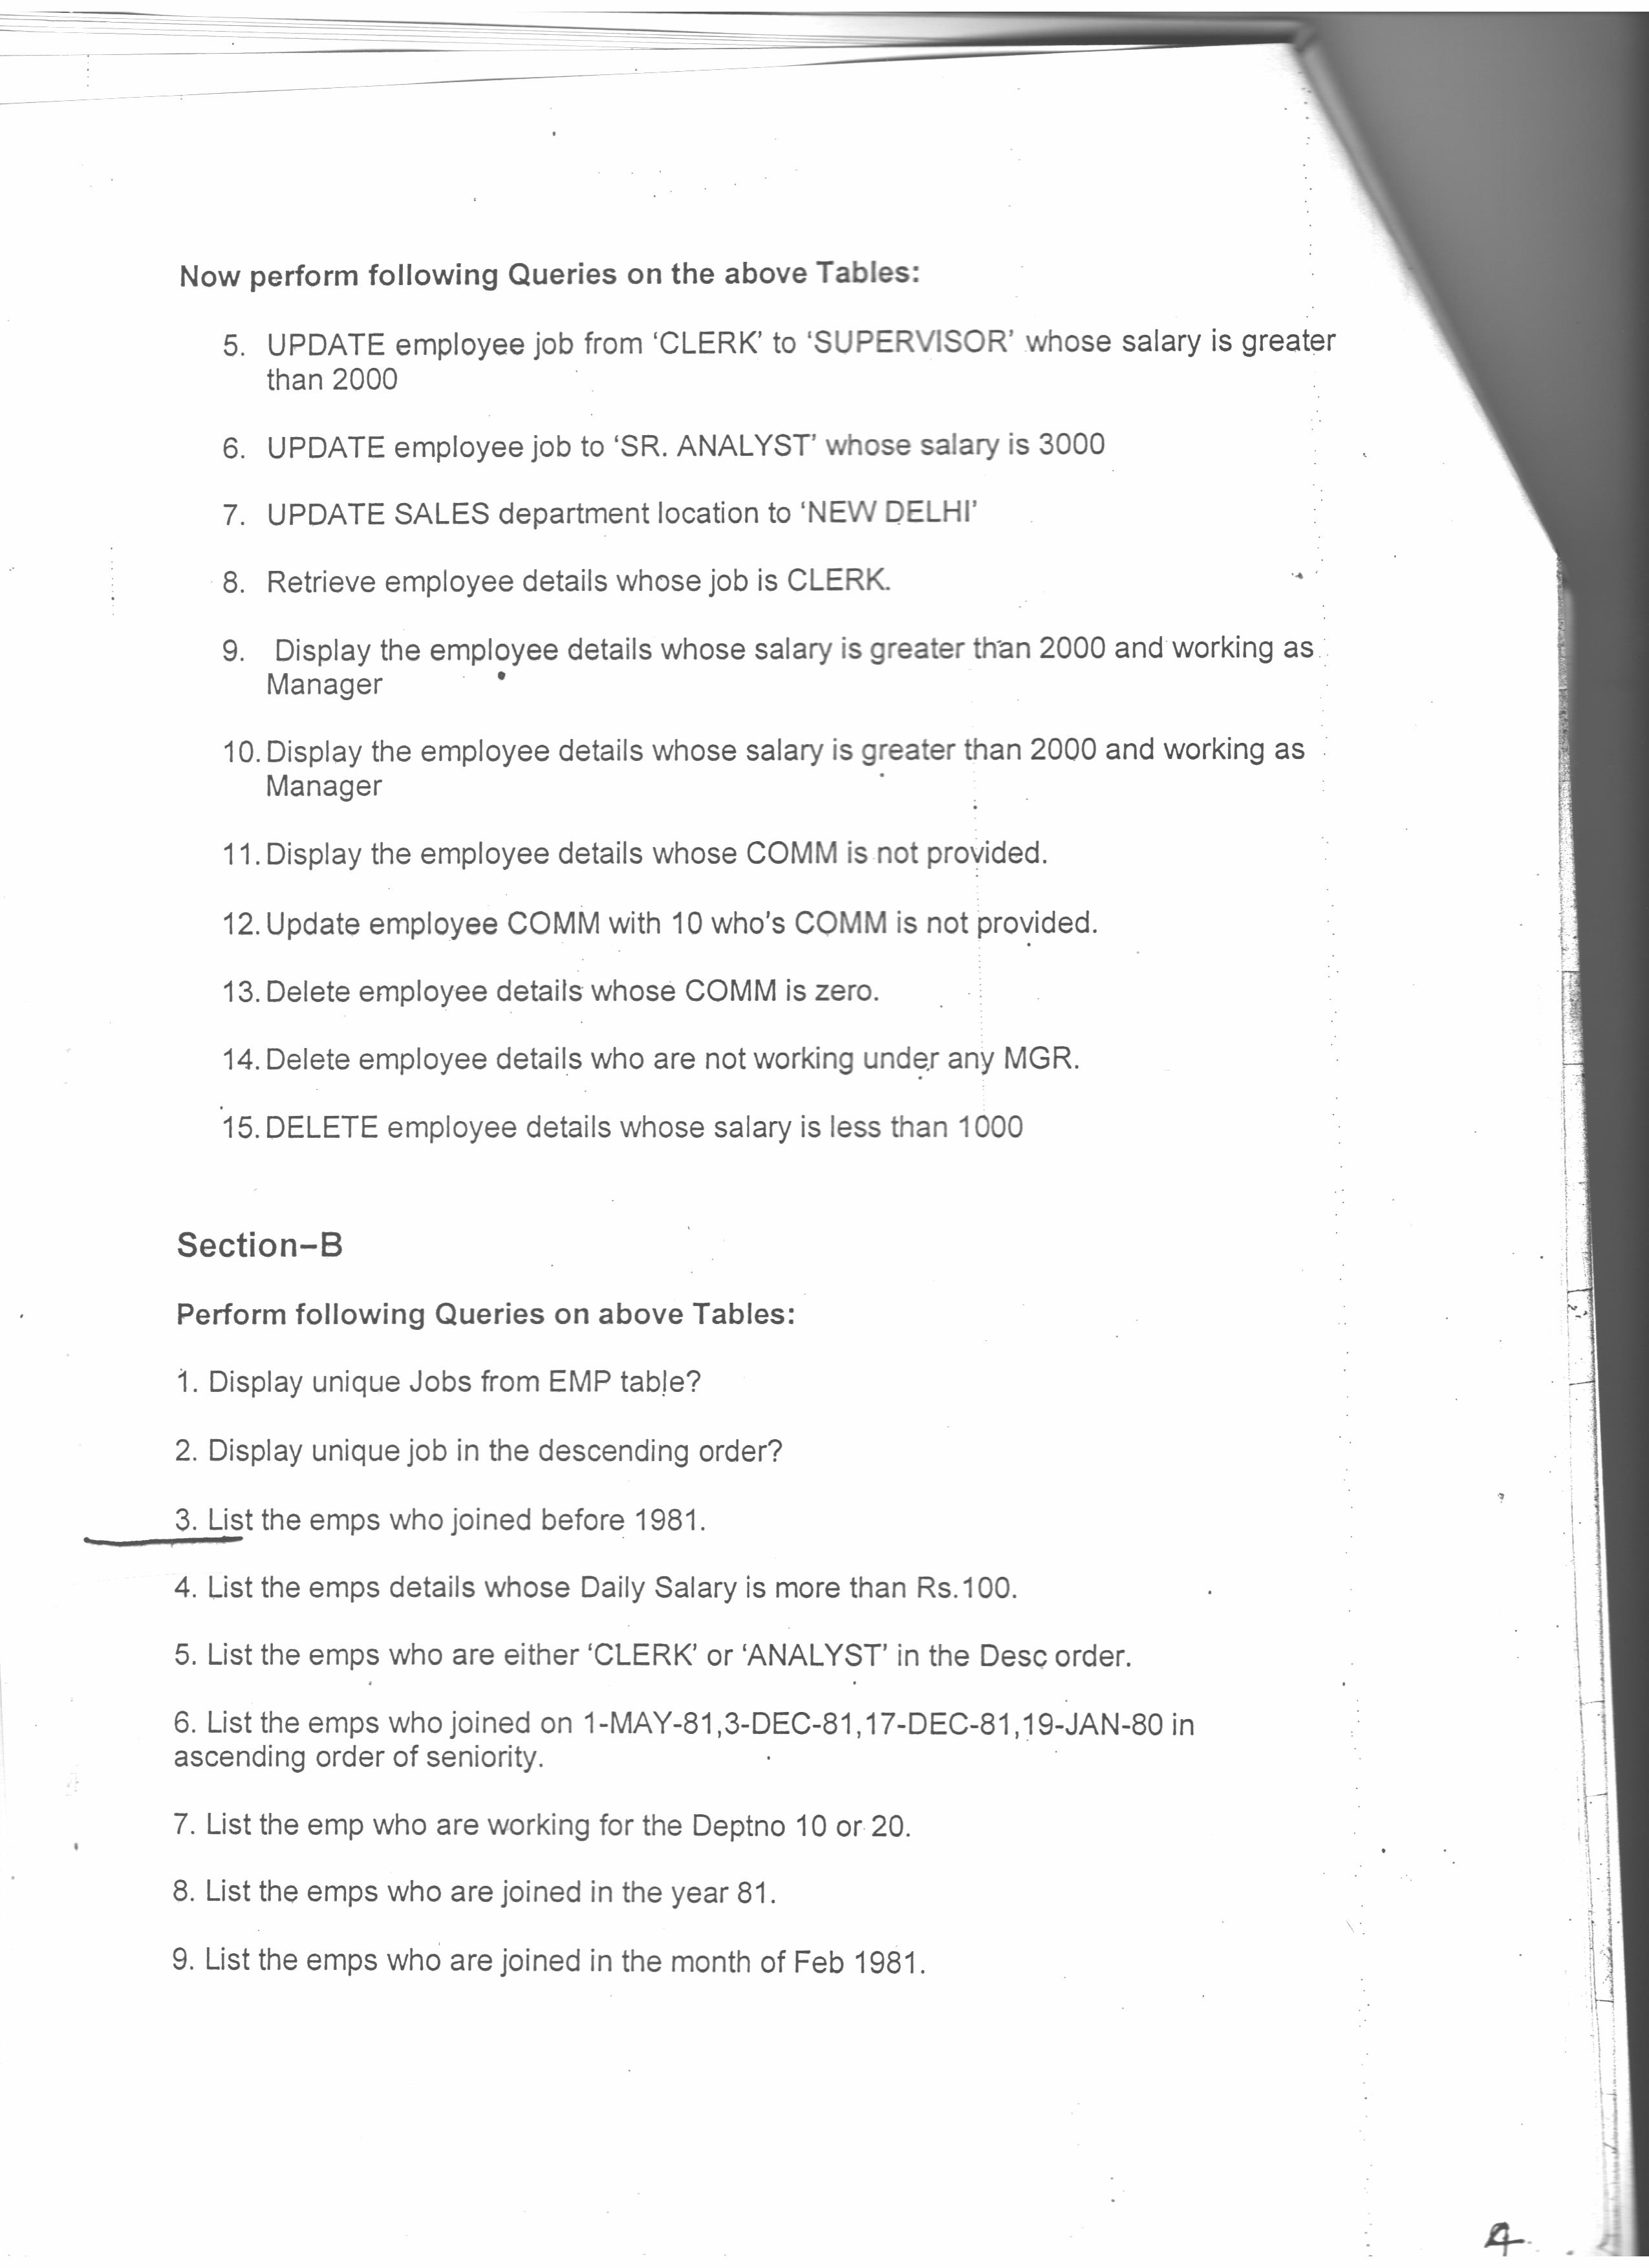 Now perform following Queries on the above Tables:
5. UPDATE employee job from ‘CLERK’ to ‘SUPERVISOR’ whose salary is greater
than 2000
6. UPDATE employee job to ‘SR. ANALYST’ whose salary is 3000
7. UPDATE SALES department location to ‘NEW DELHI’
8. Retrieve employee details whose job is CLERK.
9. Display the employee details whose salary is greater than 2000 and working as
Manager
10. Display the employee details whose salary is greater than 2000 and working as
Manager
11. Display the employee details whose COMM is not provided.
12. Update employee COMM with 10 who's COMM is not provided.
13. Delete employee details whose COMM is zero.
14. Delete employee details who are not working under any MGR.
15. DELETE employee details whose salary is less than 1000
Section–B
Perform following Queries on above Tables:
1. Display unique Jobs from EMP table?
2. Display unique job in the descending order?
3. List the emps who joined before 1981.
4. List the emps details whose Daily Salary is more than Rs.100.
5. List the emps who are either ‘CLERK’ or ‘ANALYST’ in the Desc order.
6. List the emps who joined on 1-MAY-81,3-DEC-81,17-DEC-81,19-JAN-80 in
ascending order of seniority.
7. List the emp who are working for the Deptno 10 or 20.
8. List the emps who are joined in the year 81.
9. List the emps who are joined in the month of Feb 1981.